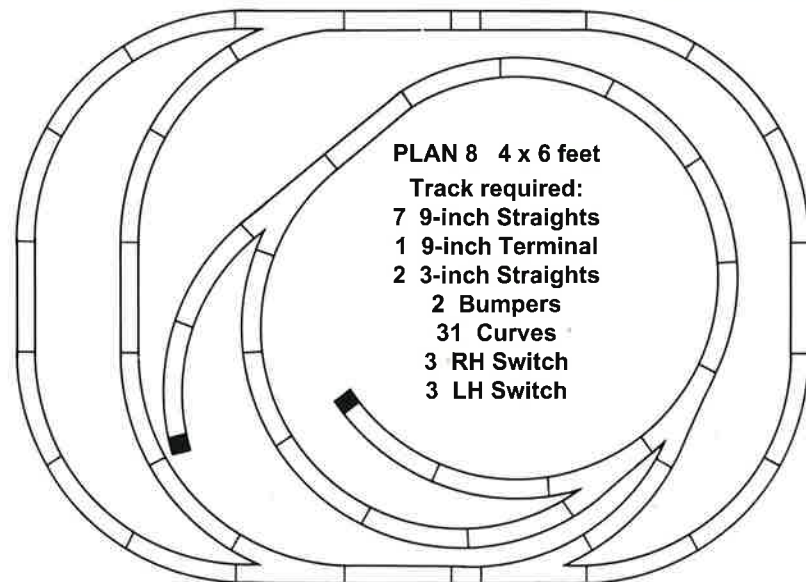 PLAN 8 4 x 6 feet
Track required:
7 9-inch Straights
1 9-inch Terminal
2 3-inch Straights
2 Bumpers
31 Curves
3 RH Switch
3 LH Switch